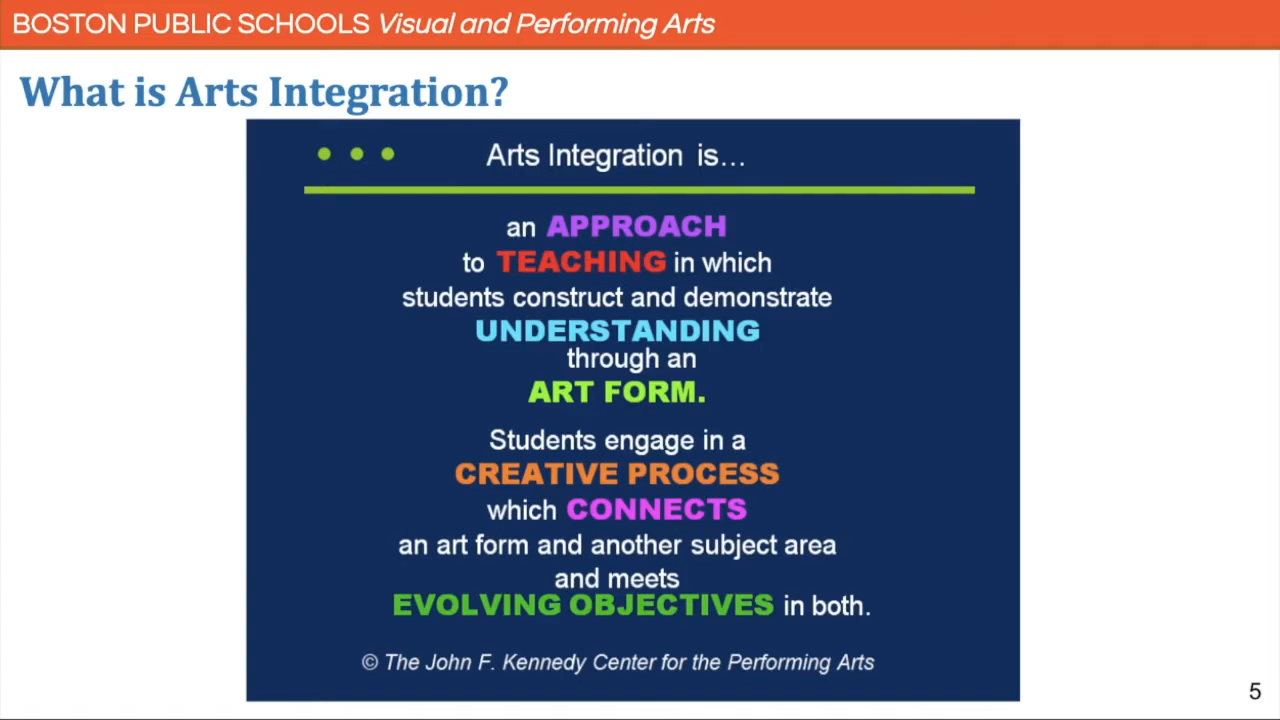 BOSTON PUBLIC SCHOOLS Visual and Performing Arts
What is Arts Integration?
Arts Integration is...
an APPROACH
to TEACHING in which
students construct and demonstrate
UNDERSTANDING
through an
ART FORM.
Students engage in a
CREATIVE PROCESS
which CONNECTS
an art form and another subject area
and meets
EVOLVING OBJECTIVES in both.
© The John F. Kennedy Center for the Performing Arts
5